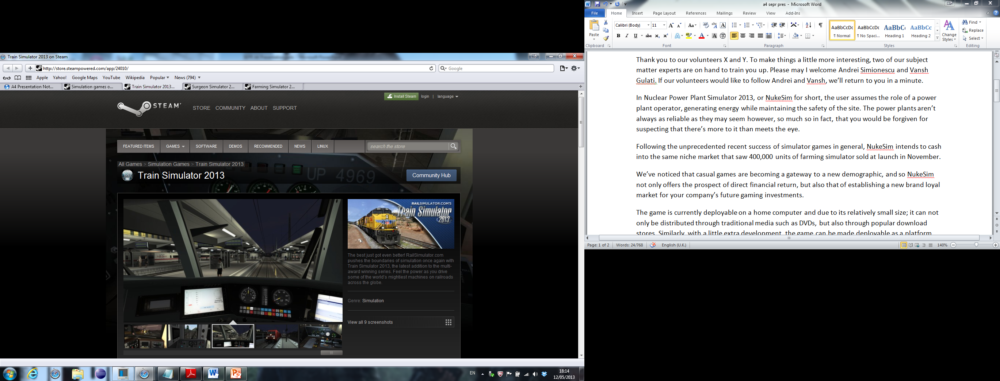 Train Simulator 2013 on Steam
http://store.steampowered.com/app/24010/
Google
Apple Yahoo! Google Maps YouTube Wikipedia Popular News (794)
A4 Presentation Not... Simulation games o... Train Simulator 2013... Surgeon Simulator 2... Farming Simulator 2...
Install Steam login | language
STEAM
STORE COMMUNITY ABOUT SUPPORT
FEATURED ITEMS GAMES SOFTWARE DEMOS RECOMMENDED NEWS LINUX search the store
All Games > Simulation Games > Train Simulator 2013
Train Simulator 2013
Community Hub
UP 4969
RAILSIMULATOR.COM'S
Train Simulator
2013
The best just got even better! RailSimulator.com
pushes the boundaries of simulation once again with
Train Simulator 2013, the latest addition to the multi-
award winning series. Feel the power as you drive
some of the world's mightiest machines on railroads
across the globe.
Genre: Simulation
View all 9 screenshots
EN
18:14
12/05/2013
a4 sepr pres - Microsoft Word
File Home Insert Page Layout References Mailings Review View Add-Ins
Paste
Clipboard
Calibri (Body) 11
Font
Paragraph
AaBbCcDc AaBbCcDc AaBbC AaBbCc
¶ Normal ¶ No Spaci... Heading 1 Heading 2
Change
Styles
Styles
Find
Replace
Select
Editing
Thank you to our volunteers X and Y. To make things a little more interesting, two of our subject
matter experts are on hand to train you up. Please may I welcome Andrei Simionescu and Vansh
Gulati. If our volunteers would like to follow Andrei and Vansh, we’ll return to you in a minute.
In Nuclear Power Plant Simulator 2013, or NukeSim for short, the user assumes the role of a power
plant operator, generating energy while maintaining the safety of the site. The power plants aren’t
always as reliable as they may seem however, so much so in fact, that you would be forgiven for
suspecting that there’s more to it than meets the eye.
Following the unprecedented recent success of simulator games in general, NukeSim intends to cash
into the same niche market that saw 400,000 units of farming simulator sold at launch in November.
We’ve noticed that casual games are becoming a gateway to a new demographic, and so NukeSim
not only offers the prospect of direct financial return, but also that of establishing a new brand loyal
market for your company’s future gaming investments.
The game is currently deployable on a home computer and due to its relatively small size; it can not
only be distributed through traditional media such as DVDs, but also through popular download
stores. Similarly, with a little extra development, the game can be made deployable as a platform
Page: 1 of 2 Words: 24/768 English (U.K.) 140%